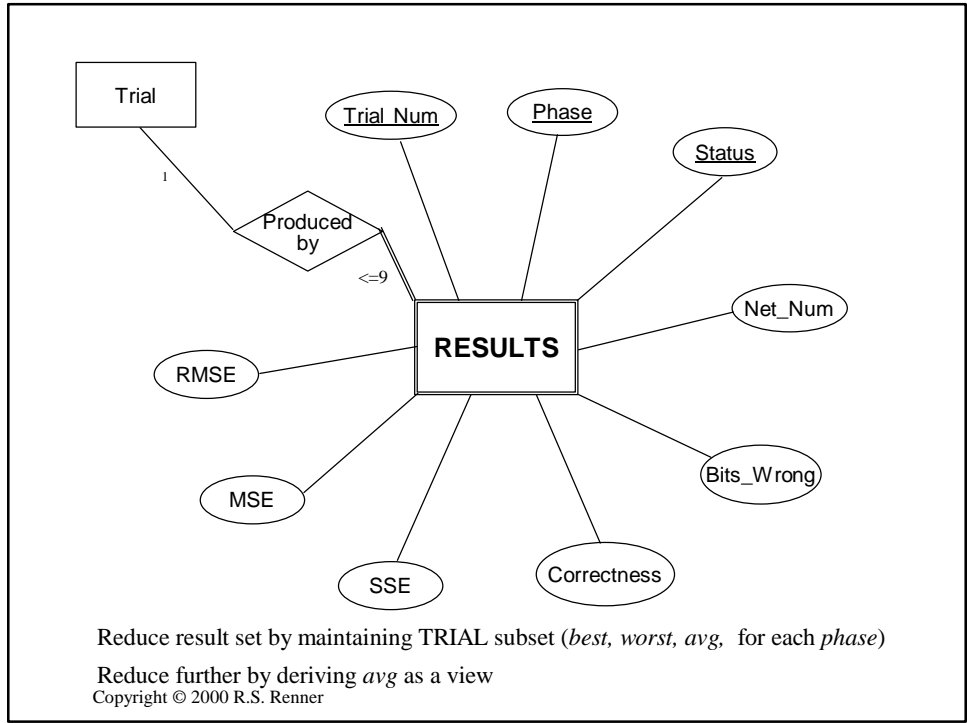 Trial
Trial_Num
Phase
Status
1
Produced
by
<=9
Net_Num
RESULTS
RMSE
Bits_Wrong
MSE
Correctness
SSE
Reduce result set by maintaining TRIAL subset (best, worst, avg, for each phase)
Reduce further by deriving avg as a view
Copyright © 2000 R.S. Renner